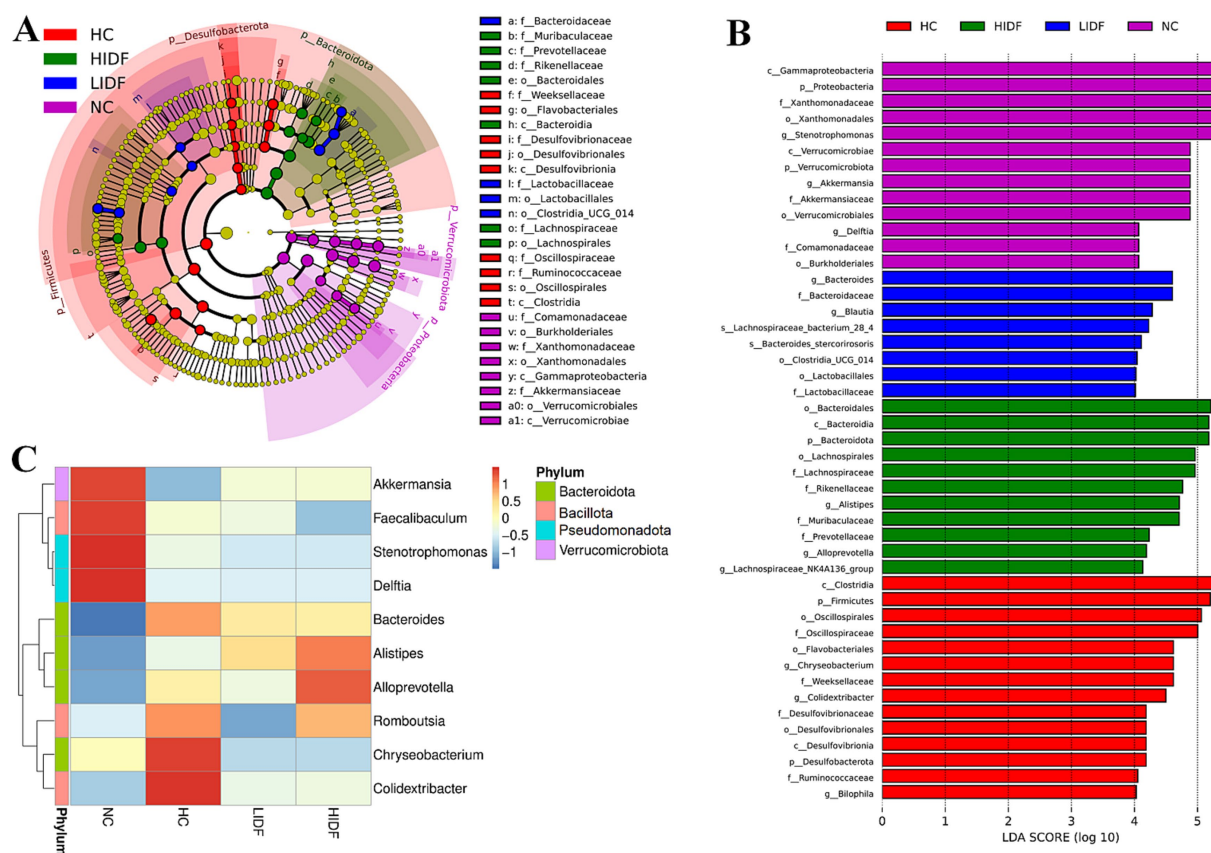 A
HC
HIDF
LIDF
NC
p__Desulfobacterota
p__Bacteroidota
p__Verrucomicrobiota
p__Proteobacteria
p__Firmicutes
a: f__Bacteroidaceae
b: f__Muribaculaceae
c: f__Prevotellaceae
d: f__Rikenellaceae
e: o__Bacteroidales
f: f__Weeksellaceae
g: o__Flavobacteriales
h: c__Bacteroidia
i: f__Desulfovibrionaceae
j: o__Desulfovibrionales
k: c__Desulfovibrionia
l: f__Lactobacillaceae
m: o__Lactobacillales
n: o__Clostridia_UCG_014
o: f__Lachnospiraceae
p: o__Lachnospirales
q: f__Oscillospiraceae
r: f__Ruminococcaceae
s: o__Oscillospirales
t: c__Clostridia
u: f__Comamonadaceae
v: o__Burkholderiales
w: f__Xanthomonadaceae
x: o__Xanthomonadales
y: c__Gammaproteobacteria
z: f__Akkermansiaceae
a0: o__Verrucomicrobiales
a1: c__Verrucomicrobiae
B
HC HIDF LIDF NC
c__Gammaproteobacteria
p__Proteobacteria
f__Xanthomonadaceae
o__Xanthomonadales
g__Stenotrophomonas
c__Verrucomicrobiae
p__Verrucomicrobiota
g__Akkermansia
f__Akkermansiaceae
o__Verrucomicrobiales
g__Delftia
f__Comamonadaceae
o__Burkholderiales
g__Bacteroides
f__Bacteroidaceae
g__Blautia
s__Lachnospiraceae_bacterium_28_4
s__Bacteroides_stercorirosoris
o__Clostridia_UCG_014
o__Lactobacillales
f__Lactobacillaceae
o__Bacteroidales
c__Bacteroidia
p__Bacteroidota
o__Lachnospirales
f__Lachnospiraceae
f__Rikenellaceae
g__Alistipes
f__Muribaculaceae
f__Prevotellaceae
g__Alloprevotella
g__Lachnospiraceae_NK4A136_group
c__Clostridia
p__Firmicutes
o__Oscillospirales
f__Oscillospiraceae
o__Flavobacteriales
g__Chryseobacterium
f__Weeksellaceae
g__Colidextribacter
f__Desulfovibrionaceae
o__Desulfovibrionales
c__Desulfovibrionia
p__Desulfobacterota
f__Ruminococcaceae
g__Bilophila
0 1 2 3 4 5
LDA SCORE (log 10)
C
Akkermansia
Faecalibaculum
Stenotrophomonas
Delftia
Bacteroides
Alistipes
Alloprevotella
Romboutsia
Chryseobacterium
Colidextribacter
Phylum
NC
HC
LIDF
HIDF
1
0.5
0
-0.5
-1
Phylum
Bacteroidota
Bacillota
Pseudomonadota
Verrucomicrobiota